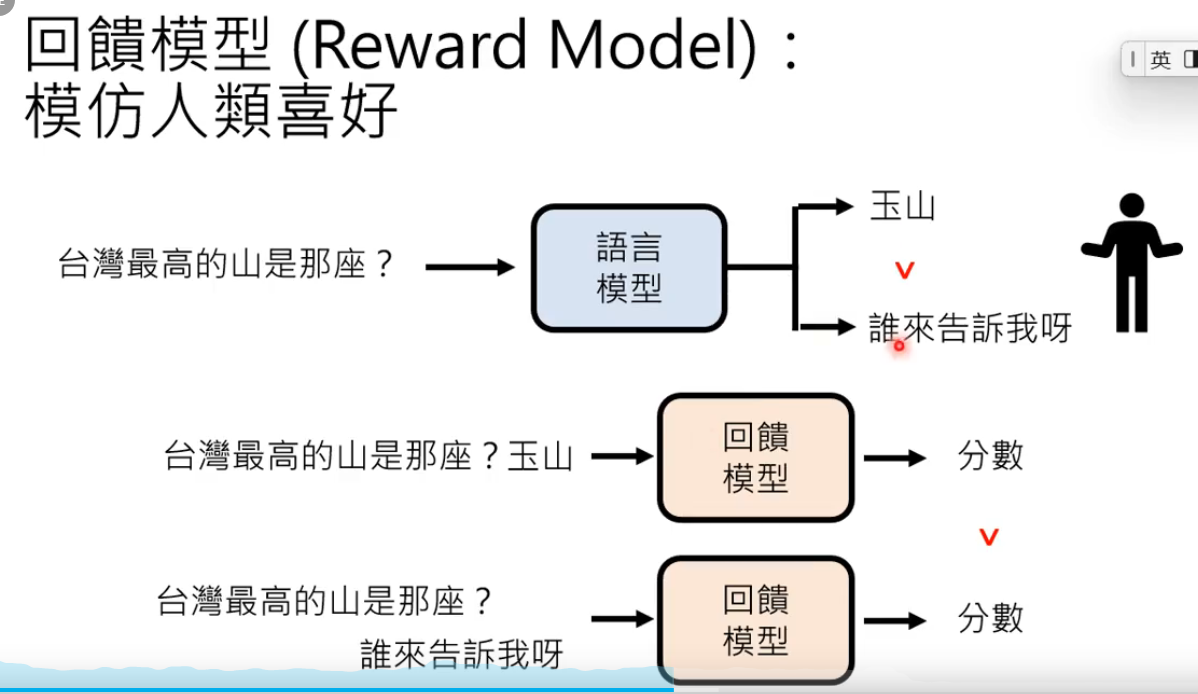 回饋模型 (Reward Model)：
模仿人類喜好
英
台灣最高的山是那座？
語言
模型
玉山
v
誰來告訴我呀
台灣最高的山是那座？玉山
回饋
模型
分數
v
台灣最高的山是那座？
誰來告訴我呀
回饋
模型
分數